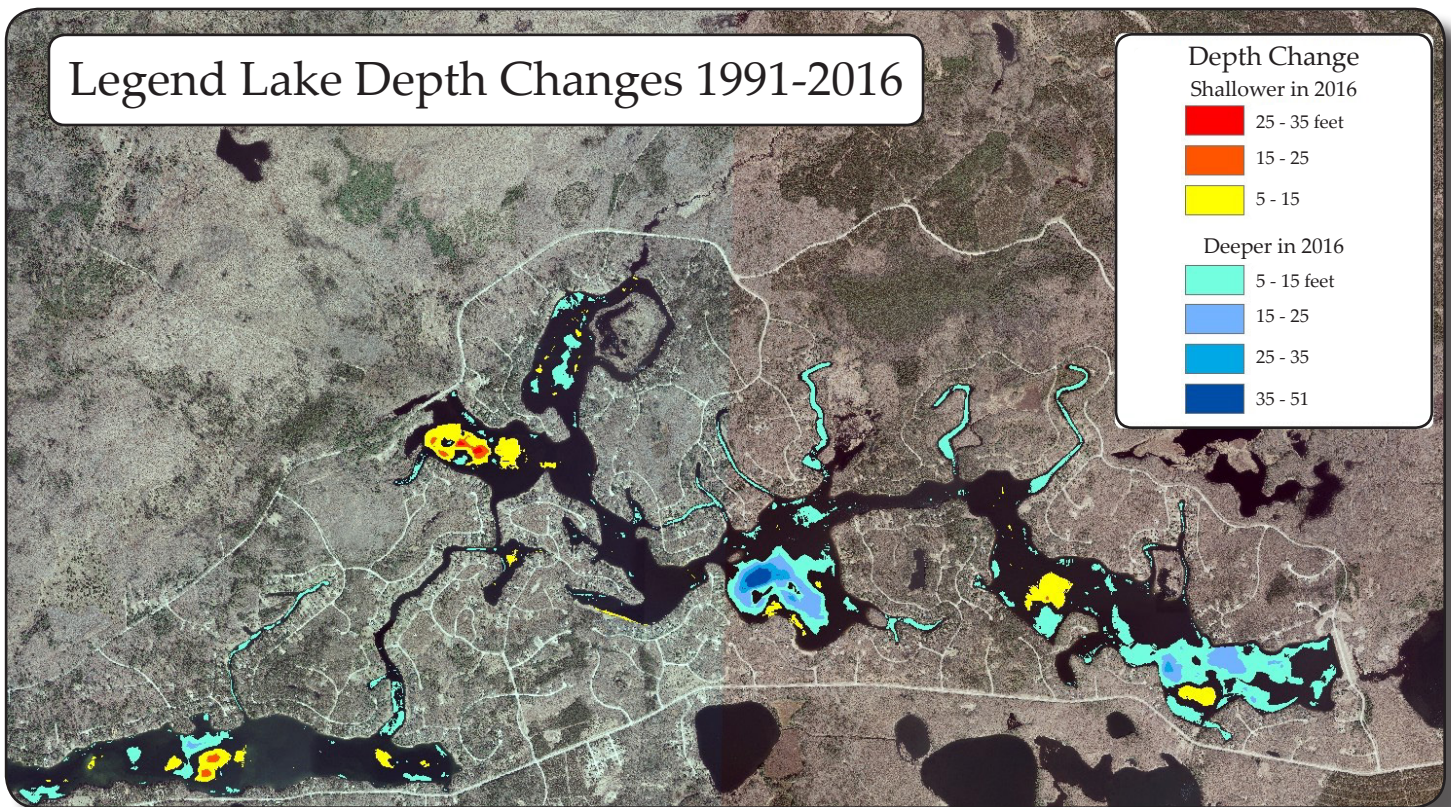 Legend Lake Depth Changes 1991-2016
Depth Change
Shallower in 2016
25 - 35 feet
15 - 25
5 - 15
Deeper in 2016
5 - 15 feet
15 - 25
25 - 35
35 - 51